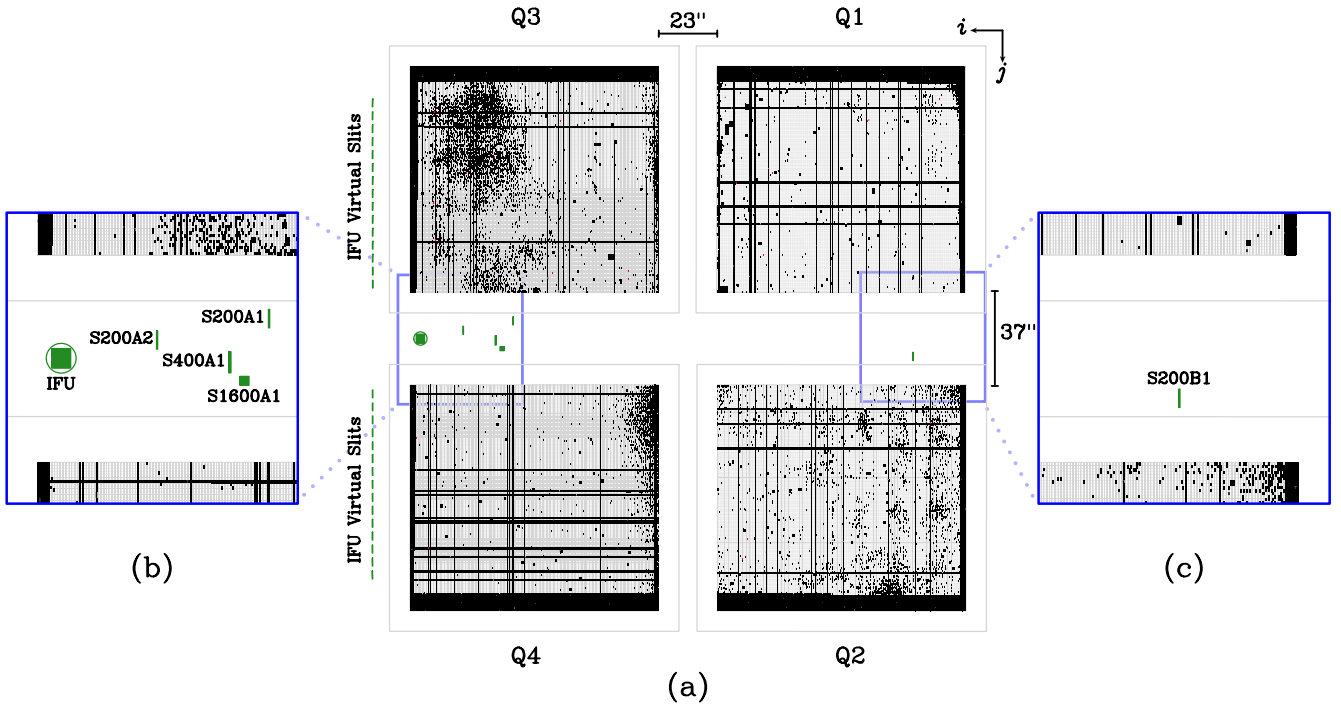 Q3
23"
Q1
i
j
IFU Virtual Slits
S200A1
S200A2
S400A1
IFU
S1600A1
37"
S200B1
IFU Virtual Slits
(b)
(c)
Q4
Q2
(a)